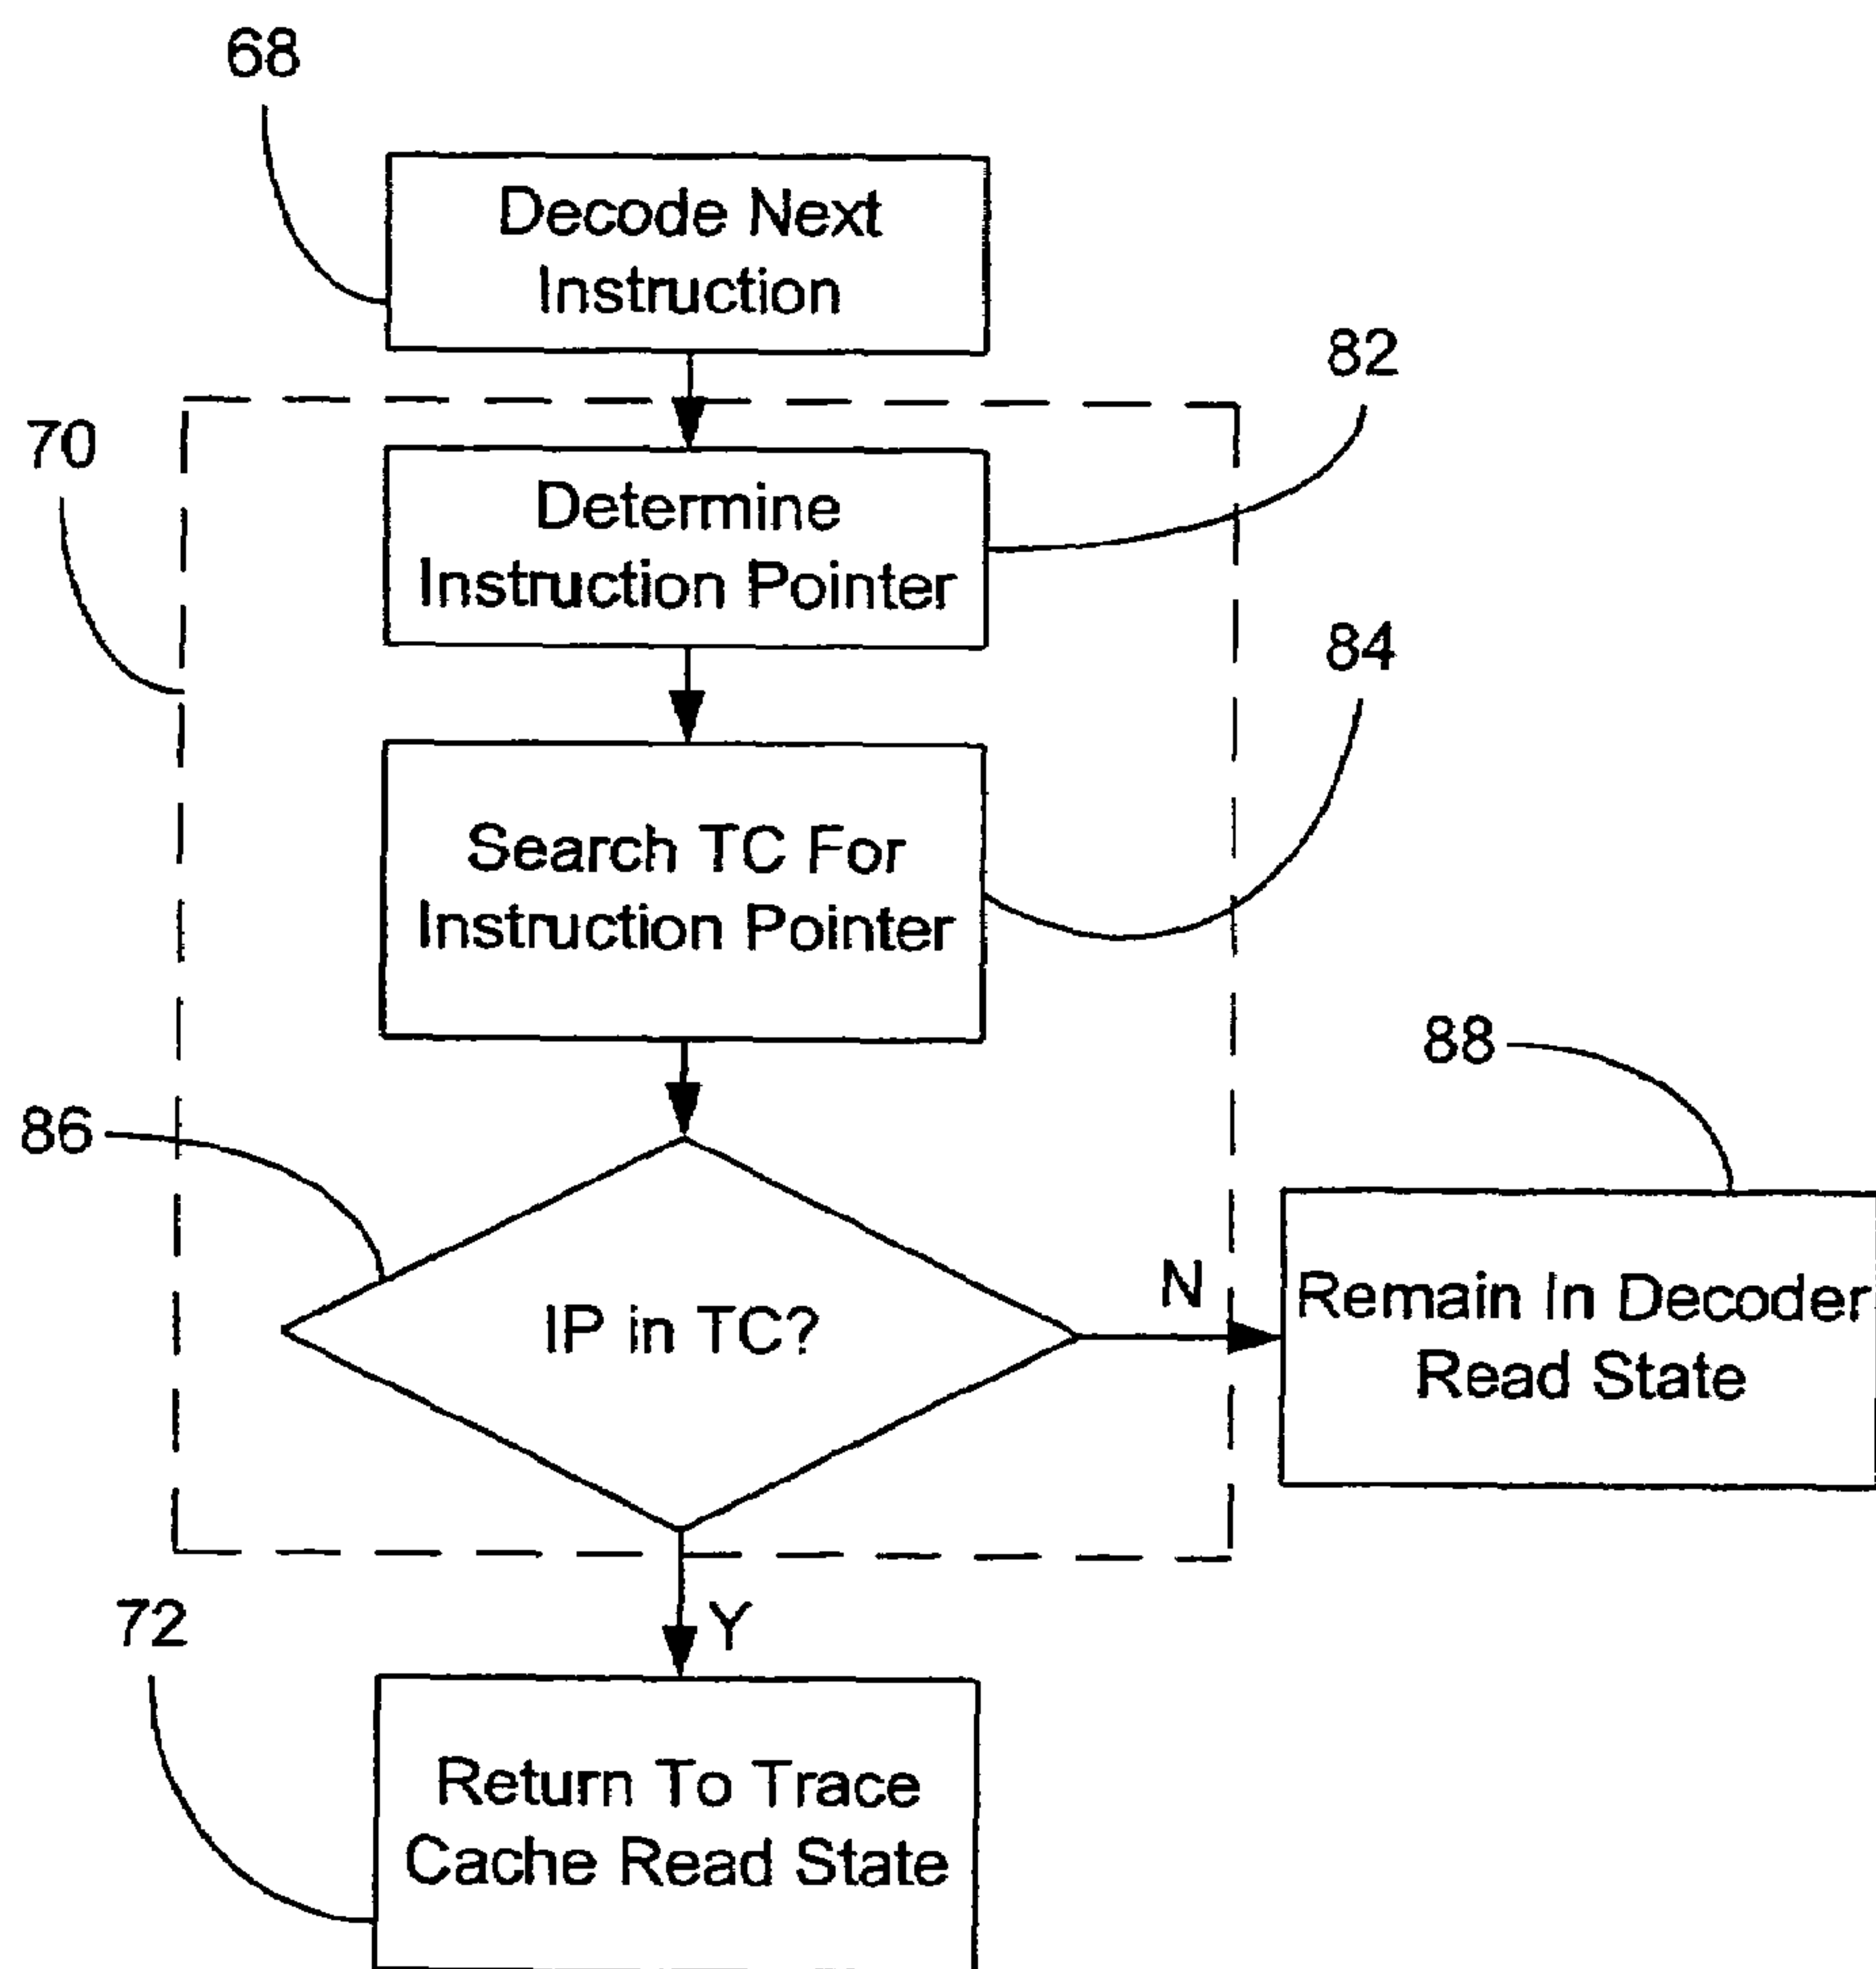 68
Decode Next
Instruction
82
70
Determine
Instruction Pointer
84
Search TC For
Instruction Pointer
88
86
IP in TC?
N
Remain In Decoder
Read State
Y
72
Return To Trace
Cache Read State